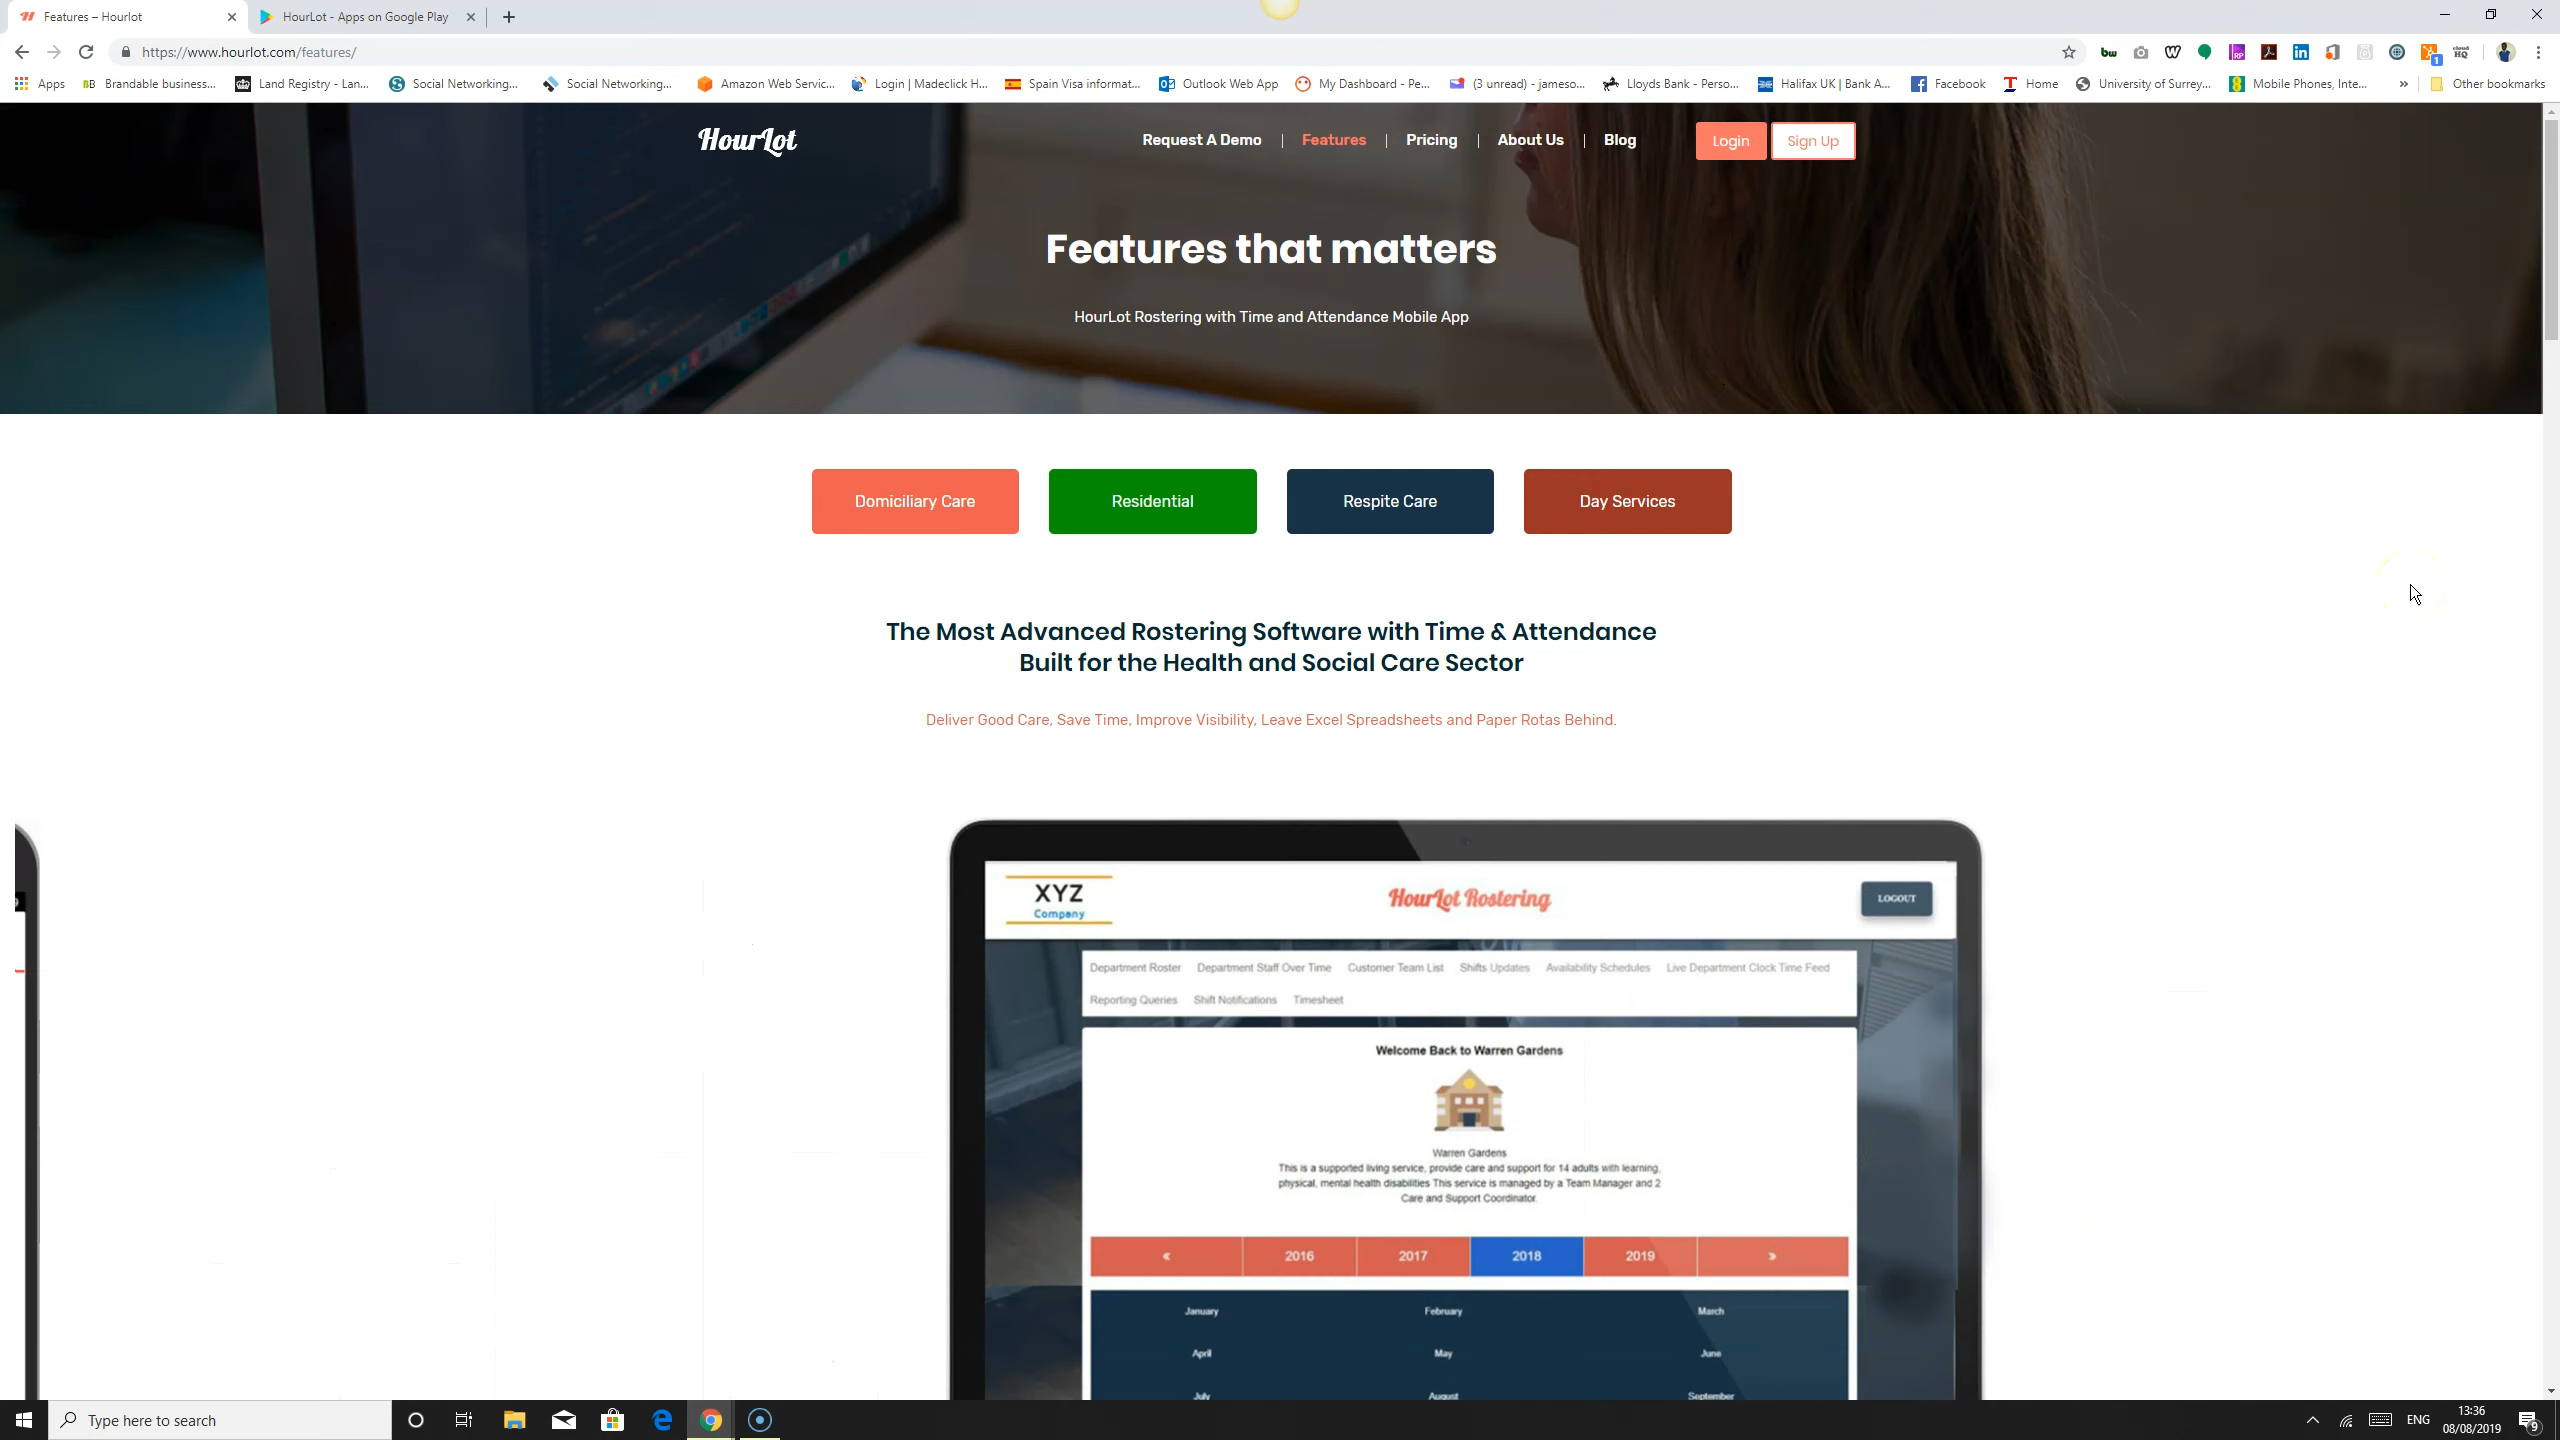 Features – Hourlot
HourLot - Apps on Google Play
https://www.hourlot.com/features/
Apps
Brandable business...
Land Registry - Lan...
Social Networking...
Social Networking...
Amazon Web Servic...
Login | Madeclick H...
Spain Visa informat...
Outlook Web App
My Dashboard - Pe...
(3 unread) - jameso...
Lloyds Bank - Perso...
Halifax UK | Bank A...
Facebook
Home
University of Surrey...
Mobile Phones, Inte...
Other bookmarks
HourLot
Request A Demo | Features | Pricing | About Us | Blog
Login
Sign Up
Features that matters
HourLot Rostering with Time and Attendance Mobile App
Domiciliary Care
Residential
Respite Care
Day Services
The Most Advanced Rostering Software with Time & Attendance
Built for the Health and Social Care Sector
Deliver Good Care, Save Time, Improve Visibility, Leave Excel Spreadsheets and Paper Rotas Behind.
XYZ
Company
HourLot Rostering
LOGOUT
Department Roster Department Staff Over Time Customer Team List Shifts Updates Availability Schedules Live Department Clock Time Feed
Reporting Queries Shift Notifications Timesheet
Welcome Back to Warren Gardens
Warren Gardens
This is a supported living service, provide care and support for 14 adults with learning,
physical, mental health disabilities This service is managed by a Team Manager and 2
Care and Support Coordinator.
« 2016 2017 2018 2019 »
January February March
April May June
July August September
Type here to search
ENG
13:36
08/08/2019
9